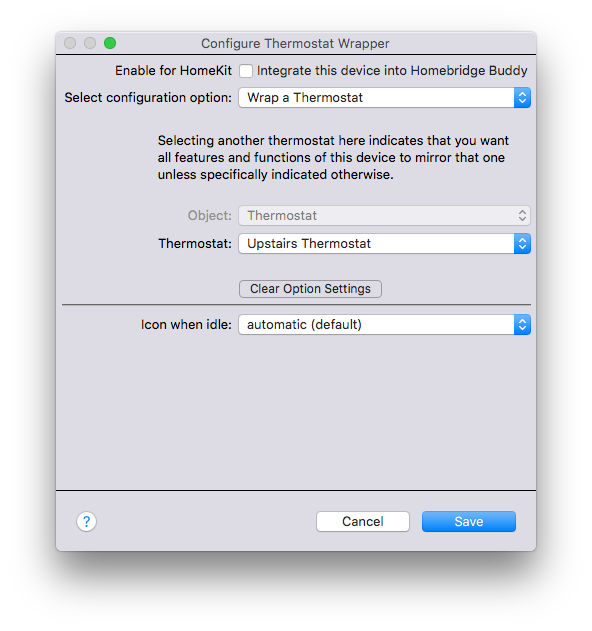 Configure Thermostat Wrapper
Enable for HomeKit Integrate this device into Homebridge Buddy
Select configuration option: Wrap a Thermostat
Selecting another thermostat here indicates that you want
all features and functions of this device to mirror that one
unless specifically indicated otherwise.
Object: Thermostat
Thermostat: Upstairs Thermostat
Clear Option Settings
Icon when idle: automatic (default)
? Cancel Save